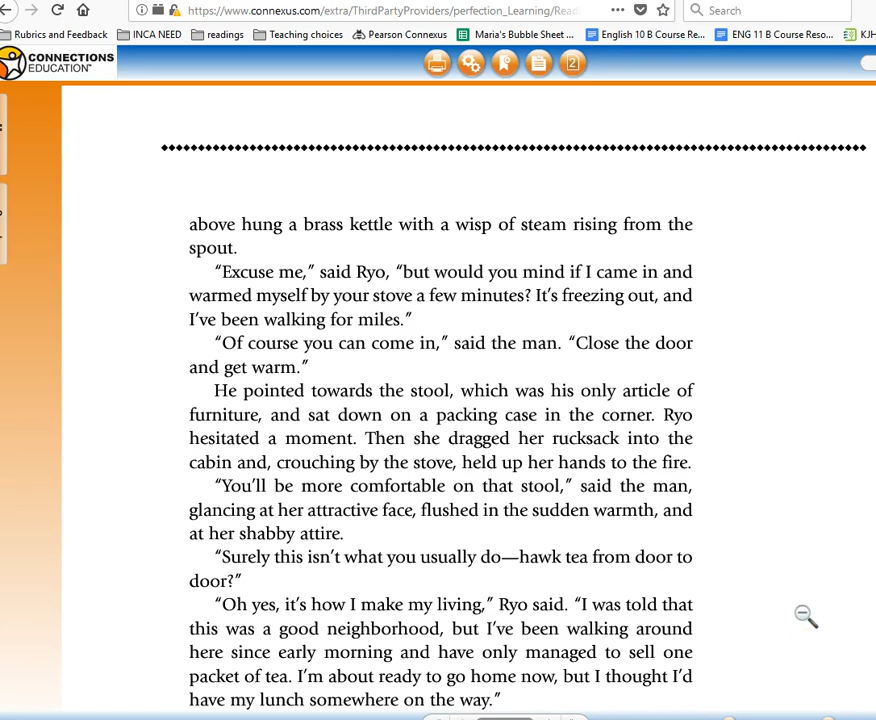 https://www.connexus.com/extra/ThirdPartyProviders/perfection_Learning/Read
Search
Rubrics and Feedback
INCA NEED
readings
Teaching choices
Pearson Connexus
Maria's Bubble Sheet ...
English 10 B Course Re...
ENG 11 B Course Reso...
KJH
CONNECTIONS
EDUCATION™
2
above hung a brass kettle with a wisp of steam rising from the
spout.
“Excuse me,” said Ryo, “but would you mind if I came in and
warmed myself by your stove a few minutes? It’s freezing out, and
I’ve been walking for miles.”
“Of course you can come in,” said the man. “Close the door
and get warm.”
He pointed towards the stool, which was his only article of
furniture, and sat down on a packing case in the corner. Ryo
hesitated a moment. Then she dragged her rucksack into the
cabin and, crouching by the stove, held up her hands to the fire.
“You’ll be more comfortable on that stool,” said the man,
glancing at her attractive face, flushed in the sudden warmth, and
at her shabby attire.
“Surely this isn’t what you usually do—hawk tea from door to
door?”
“Oh yes, it’s how I make my living,” Ryo said. “I was told that
this was a good neighborhood, but I’ve been walking around
here since early morning and have only managed to sell one
packet of tea. I’m about ready to go home now, but I thought I’d
have my lunch somewhere on the way.”